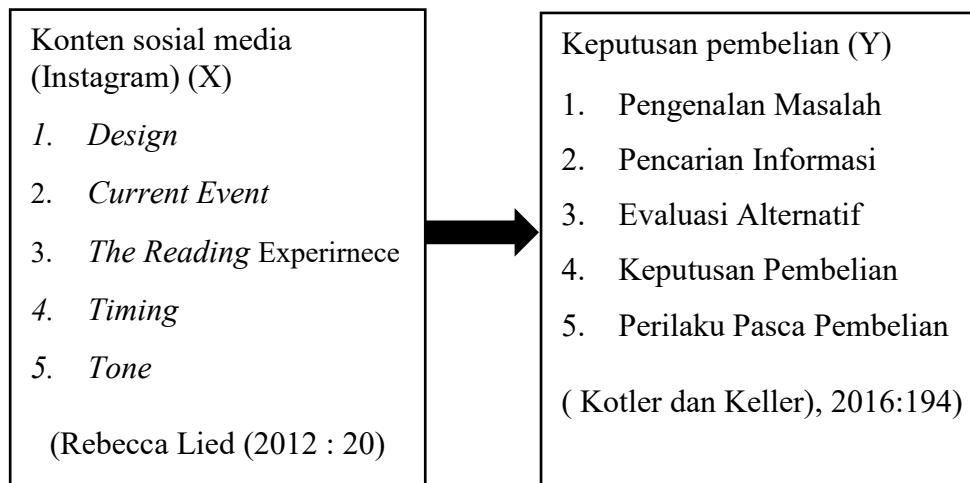 Konten sosial media
(Instagram) (X)
1. Design
2. Current Event
3. The Reading Experirnece
4. Timing
5. Tone
(Rebecca Lied (2012 : 20)
Keputusan pembelian (Y)
1. Pengenalan Masalah
2. Pencarian Informasi
3. Evaluasi Alternatif
4. Keputusan Pembelian
5. Perilaku Pasca Pembelian
( Kotler dan Keller), 2016:194)